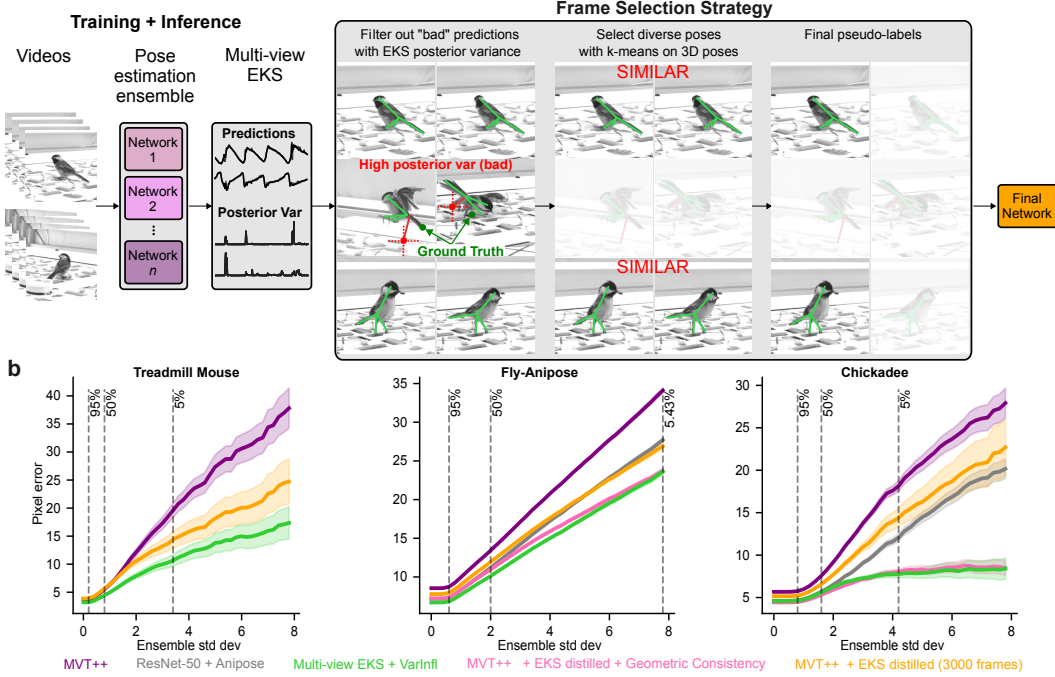 Training + Inference
Frame Selection Strategy
Videos
Pose
estimation
ensemble
Multi-view
EKS
Filter out "bad" predictions
with EKS posterior variance
Select diverse poses
with k-means on 3D poses
Final pseudo-labels
Network
1
Network
2
⋮
Network
n
Predictions
Posterior Var
SIMILAR
High posterior var (bad)
Ground Truth
SIMILAR
Final
Network
b
Treadmill Mouse
Fly-Anipose
Chickadee
Pixel error
40
35
30
25
20
15
10
5
95%
50%
5%
0
2
4
6
8
Ensemble std dev
35
30
25
20
15
10
95%
50%
5.43%
0
2
4
6
8
Ensemble std dev
30
25
20
15
10
5
95%
50%
5%
0
2
4
6
8
Ensemble std dev
MVT++
ResNet-50 + Anipose
Multi-view EKS + VarInfl
MVT++ + EKS distilled + Geometric Consistency
MVT++ + EKS distilled (3000 frames)